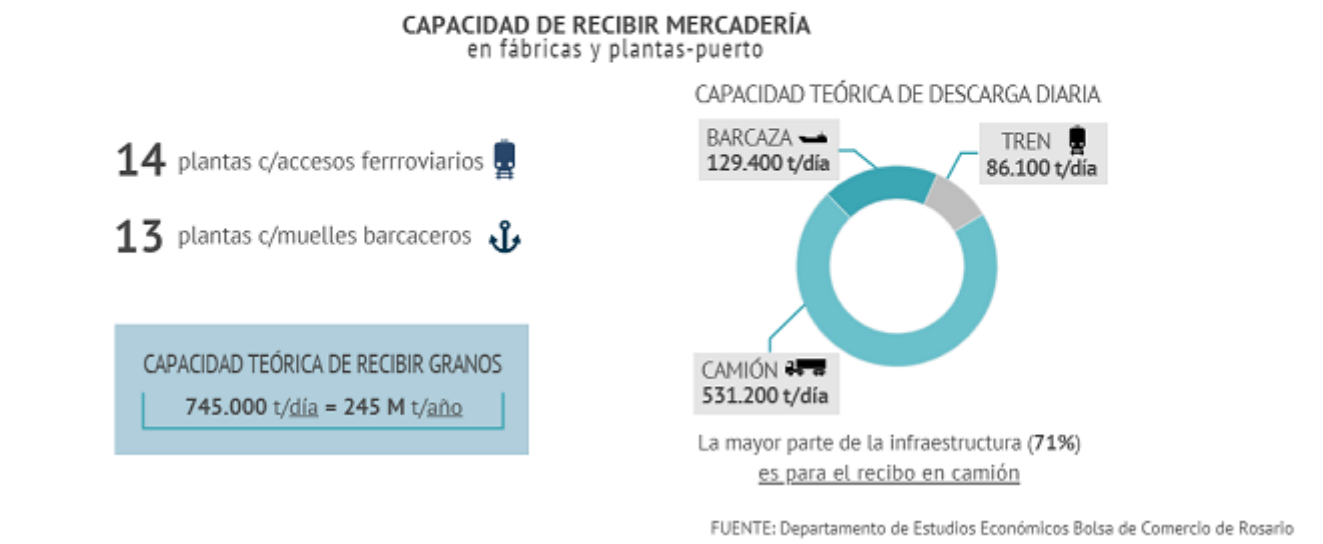 CAPACIDAD DE RECIBIR MERCADERÍA
en fábricas y plantas-puerto
14 plantas c/accesos ferrroviarios
13 plantas c/muelles barcaceros
CAPACIDAD TEÓRICA DE RECIBIR GRANOS
745.000 t/día = 245 M t/año
CAPACIDAD TEÓRICA DE DESCARGA DIARIA
BARCAZA
129.400 t/día
TREN
86.100 t/día
CAMIÓN
531.200 t/día
La mayor parte de la infraestructura (71%)
es para el recibo en camión
FUENTE: Departamento de Estudios Económicos Bolsa de Comercio de Rosario